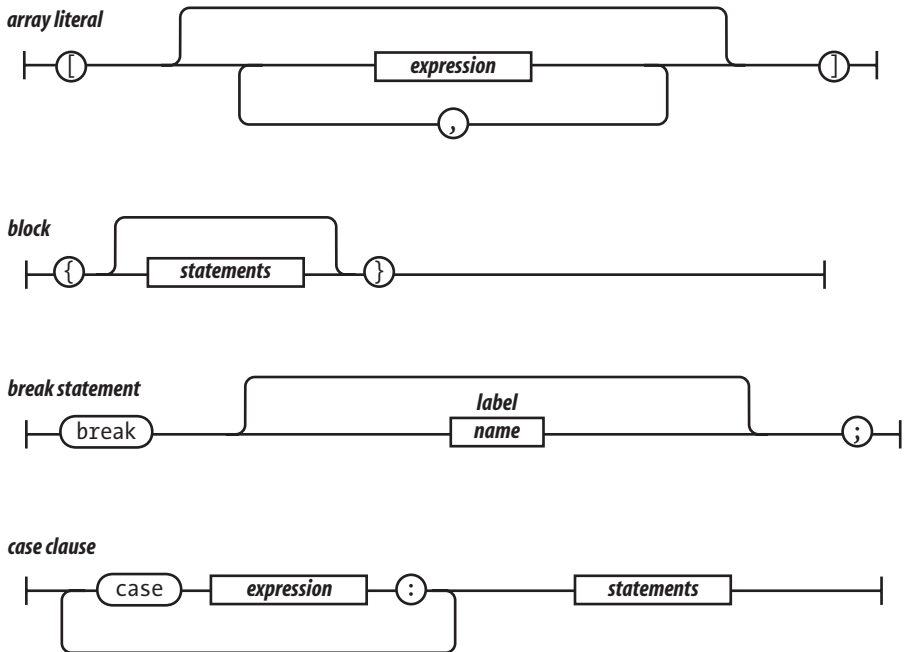 array literal
[ expression ]
,
block
{ statements }
break statement
label
break name ;
case clause
case expression : statements